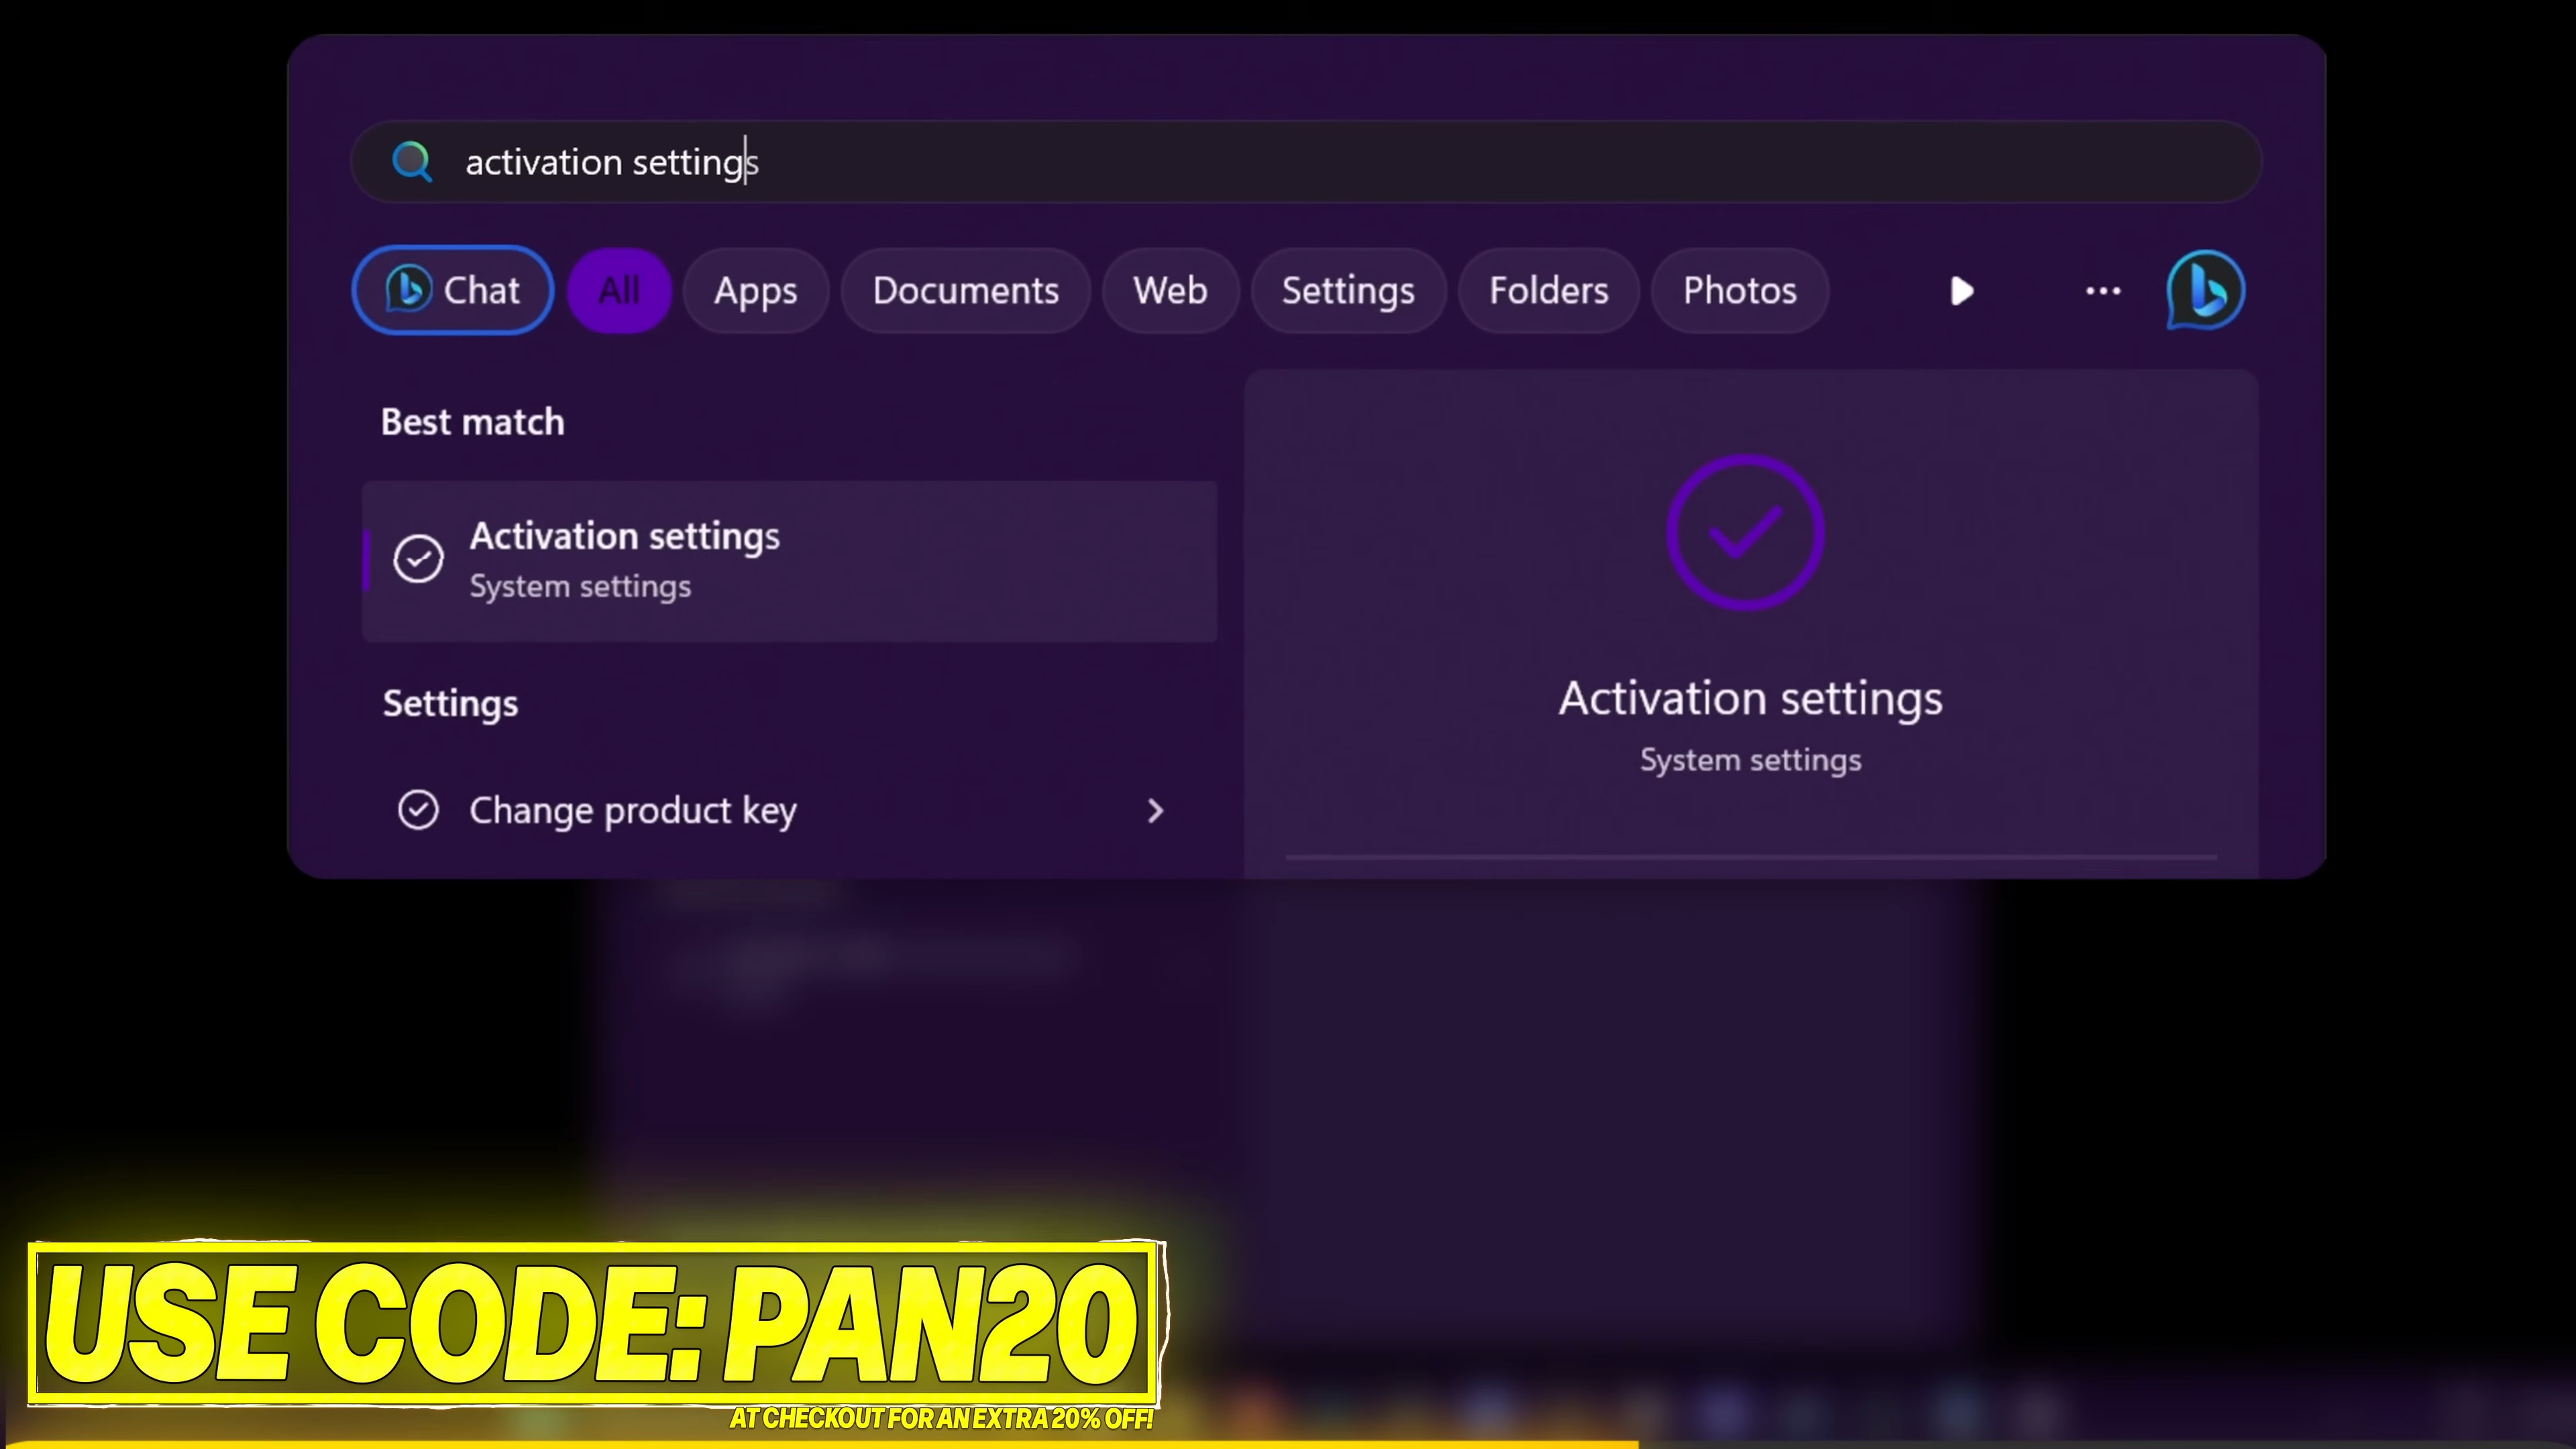 activation settings
Chat All Apps Documents Web Settings Folders Photos
Best match
Activation settings
System settings
Settings
Change product key
Activation settings
System settings
USE CODE: PAN20
AT CHECKOUT FOR AN EXTRA 20% OFF!